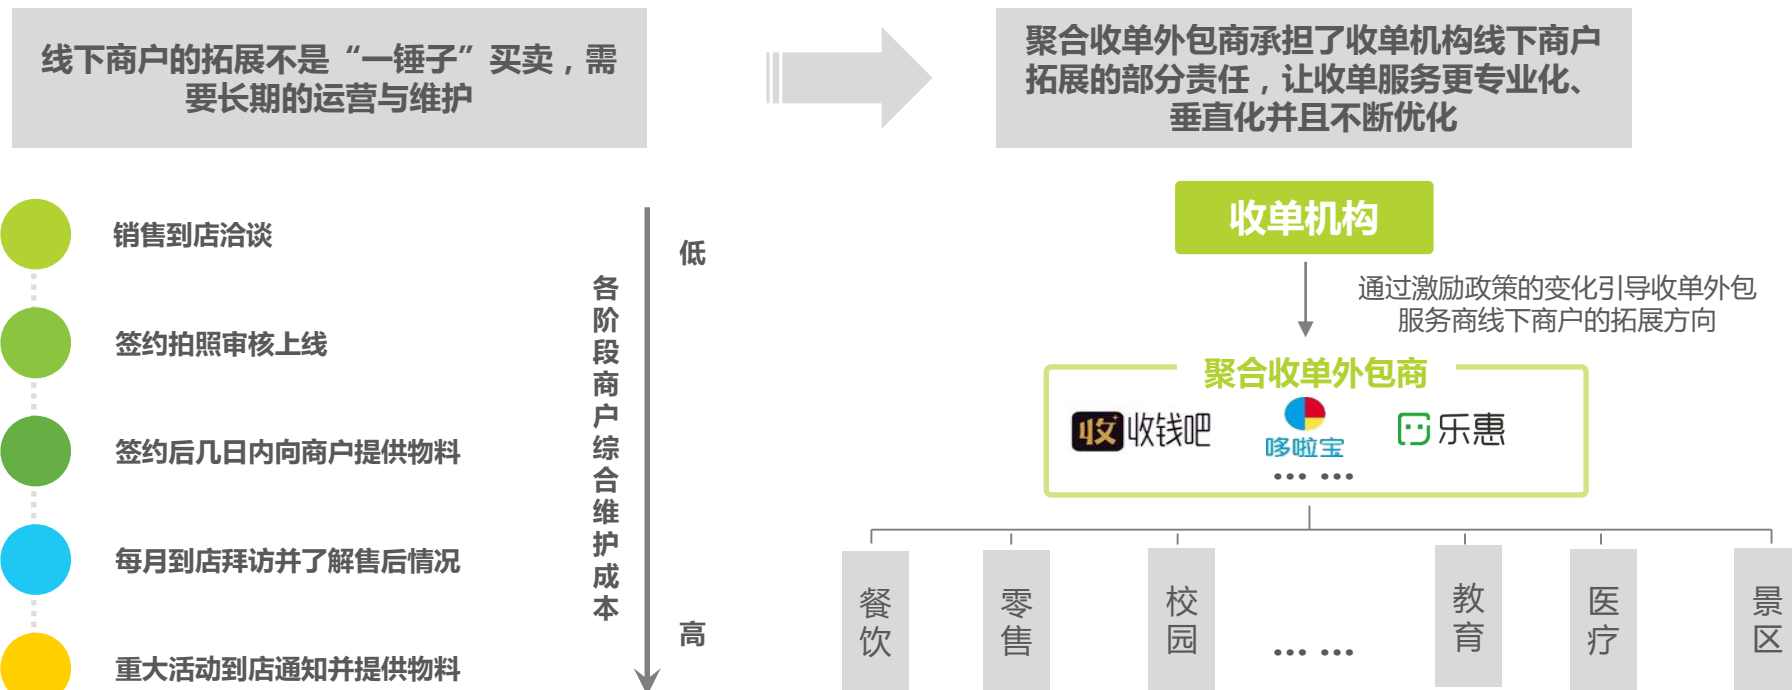 线下商户的拓展不是“一锤子”买卖，需
要长期的运营与维护
聚合收单外包商承担了收单机构线下商户
拓展的部分责任，让收单服务更专业化、
垂直化并且不断优化
销售到店洽谈
签约拍照审核上线
签约后几日内向商户提供物料
每月到店拜访并了解售后情况
重大活动到店通知并提供物料
各阶段商户综合维护成本
低
高
收单机构
通过激励政策的变化引导收单外包
服务商线下商户的拓展方向
聚合收单外包商
收 收钱吧
哆啦宝
乐惠
... ...
餐饮
零售
校园
... ...
教育
医疗
景区